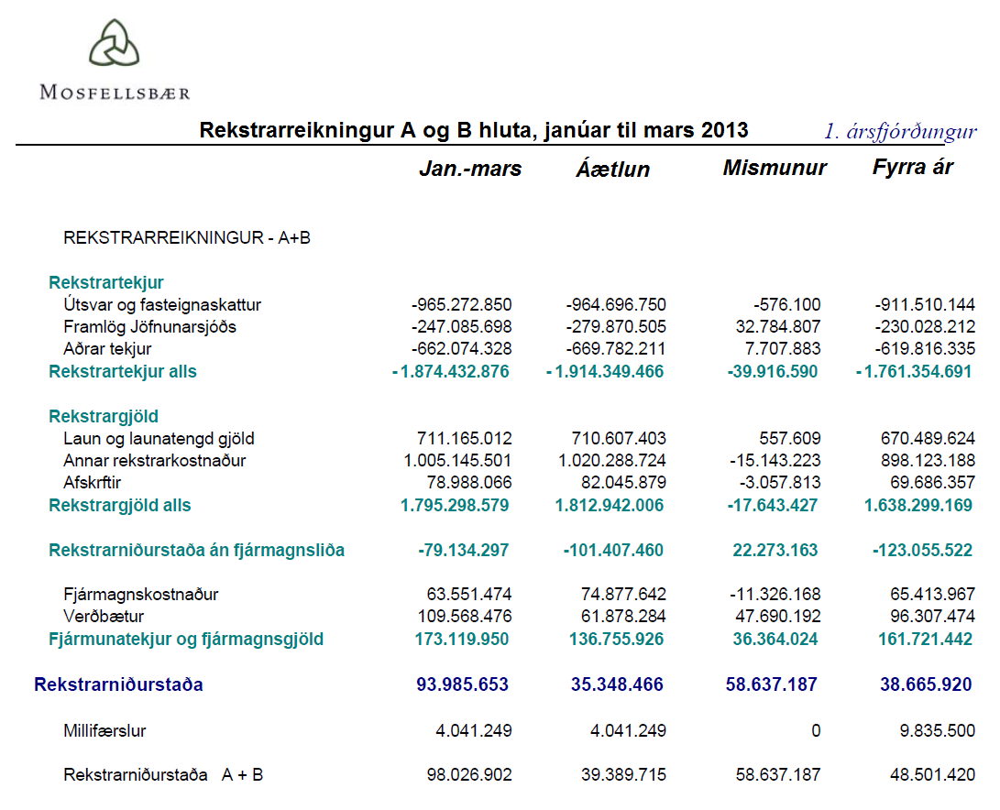 MOSFELLSBÆR
Rekstrarreikningur A og B hluta, janúar til mars 2013 1. ársfjórðungur
Jan.-mars Áætlun Mismunur Fyrra ár
REKSTRARREIKNINGUR - A+B
Rekstrartekjur
Útsvar og fasteignaskattur -965.272.850 -964.696.750 -576.100 -911.510.144
Framlög Jöfnunarsjóðs -247.085.698 -279.870.505 32.784.807 -230.028.212
Aðrar tekjur -662.074.328 -669.782.211 7.707.883 -619.816.335
Rekstrartekjur alls -1.874.432.876 -1.914.349.466 -39.916.590 -1.761.354.691
Rekstrargjöld
Laun og launatengd gjöld 711.165.012 710.607.403 557.609 670.489.624
Annar rekstrarkostnaður 1.005.145.501 1.020.288.724 -15.143.223 898.123.188
Afskrftir 78.988.066 82.045.879 -3.057.813 69.686.357
Rekstrargjöld alls 1.795.298.579 1.812.942.006 -17.643.427 1.638.299.169
Rekstrarniðurstaða án fjármagnsliða -79.134.297 -101.407.460 22.273.163 -123.055.522
Fjármagnskostnaður 63.551.474 74.877.642 -11.326.168 65.413.967
Verðbætur 109.568.476 61.878.284 47.690.192 96.307.474
Fjármunatekjur og fjármagnsgjöld 173.119.950 136.755.926 36.364.024 161.721.442
Rekstrarniðurstaða 93.985.653 35.348.466 58.637.187 38.665.920
Millifærslur 4.041.249 4.041.249 0 9.835.500
Rekstrarniðurstaða A + B 98.026.902 39.389.715 58.637.187 48.501.420